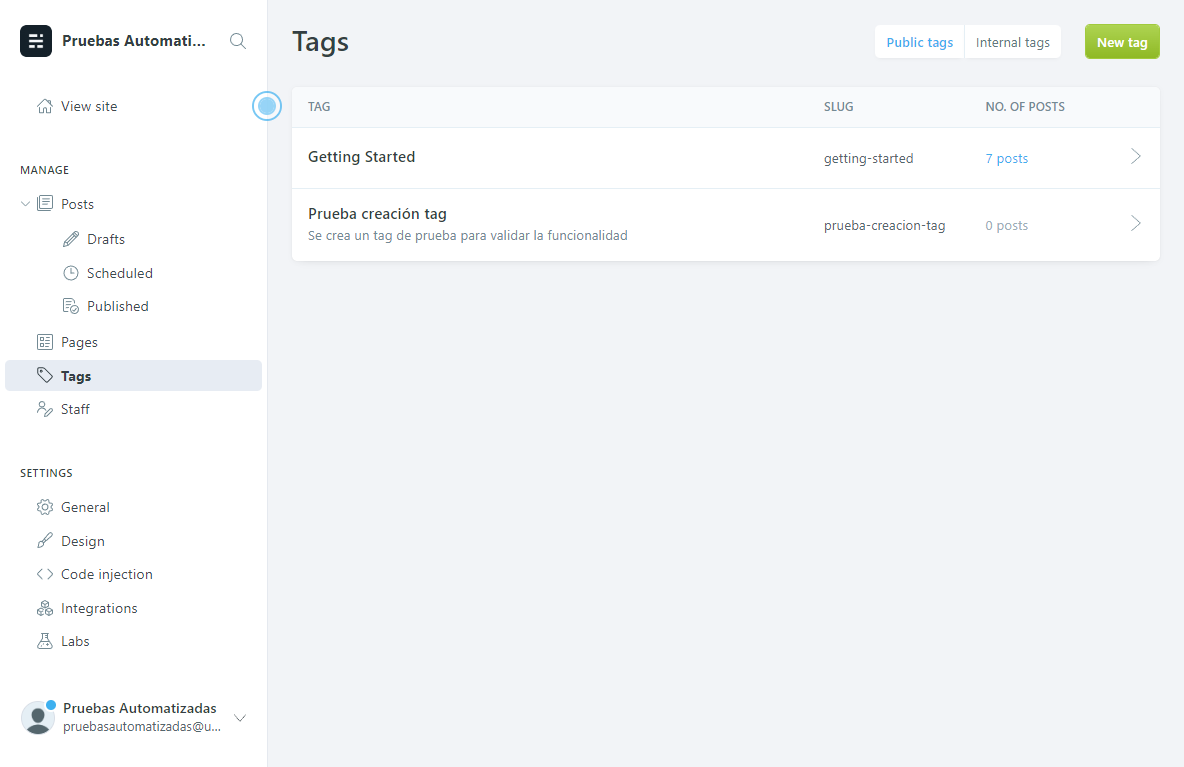 Pruebas Automati...
View site
MANAGE
Posts
Drafts
Scheduled
Published
Pages
Tags
Staff
SETTINGS
General
Design
Code injection
Integrations
Labs
Pruebas Automatizadas
pruebasautomatizadas@u...
Tags
Public tags
Internal tags
New tag
TAG SLUG NO. OF POSTS
Getting Started getting-started 7 posts
Prueba creación tag
Se crea un tag de prueba para validar la funcionalidad
prueba-creacion-tag 0 posts